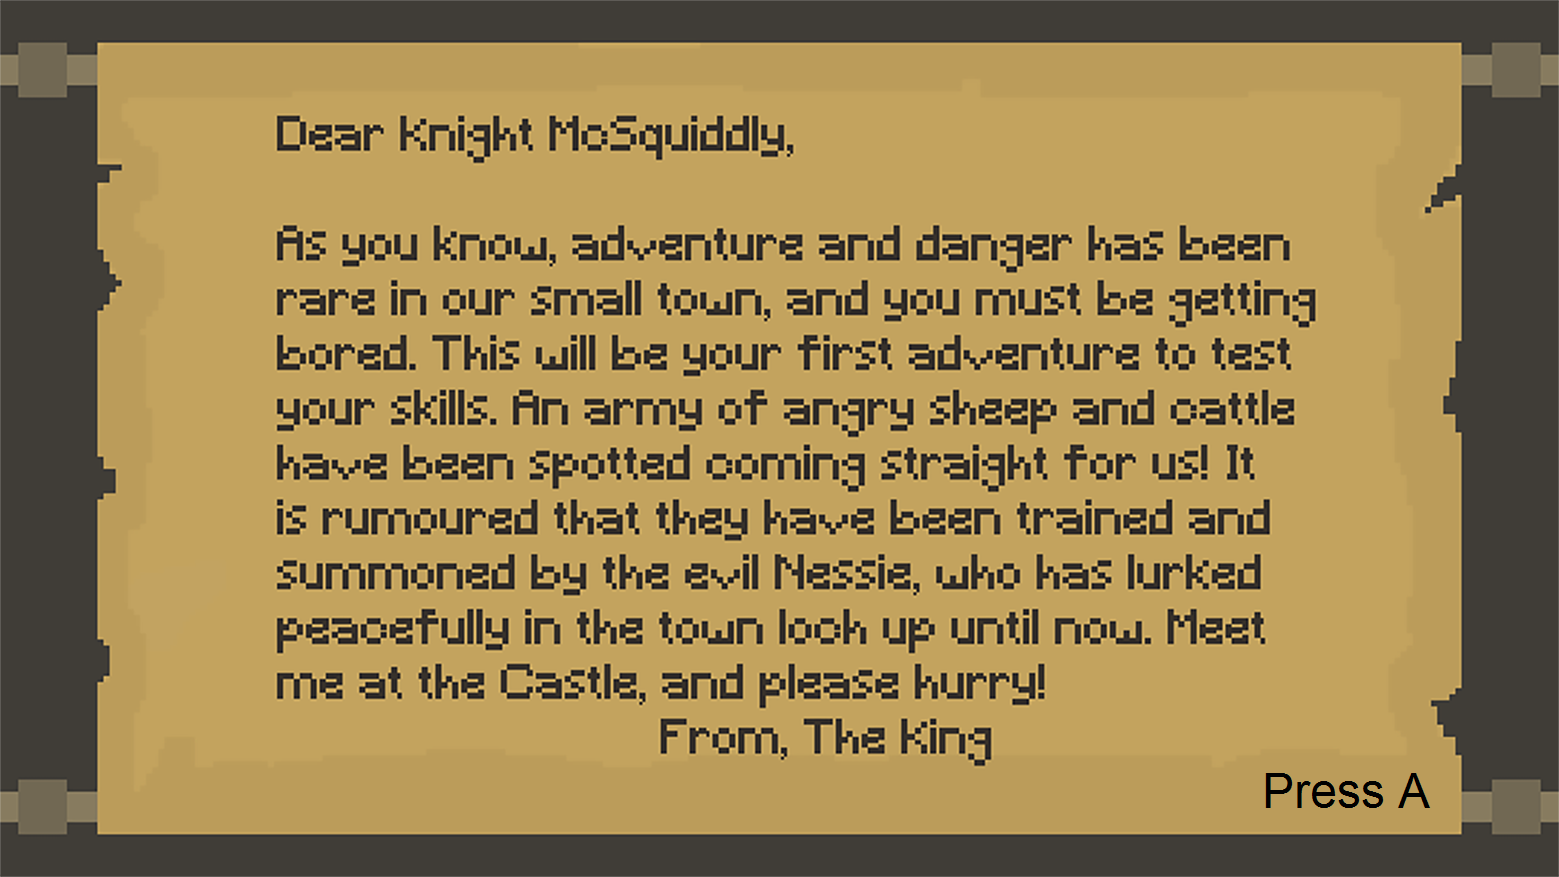 Dear Knight McSquiddly,
As you know, adventure and danger has been
rare in our small town, and you must be getting
bored. This will be your first adventure to test
your skills. An army of angry sheep and cattle
have been spotted coming straight for us! It
is rumoured that they have been trained and
summoned by the evil Nessie, who has lurked
peacefully in the town loch up until now. Meet
me at the Castle, and please hurry!
From, The King
Press A